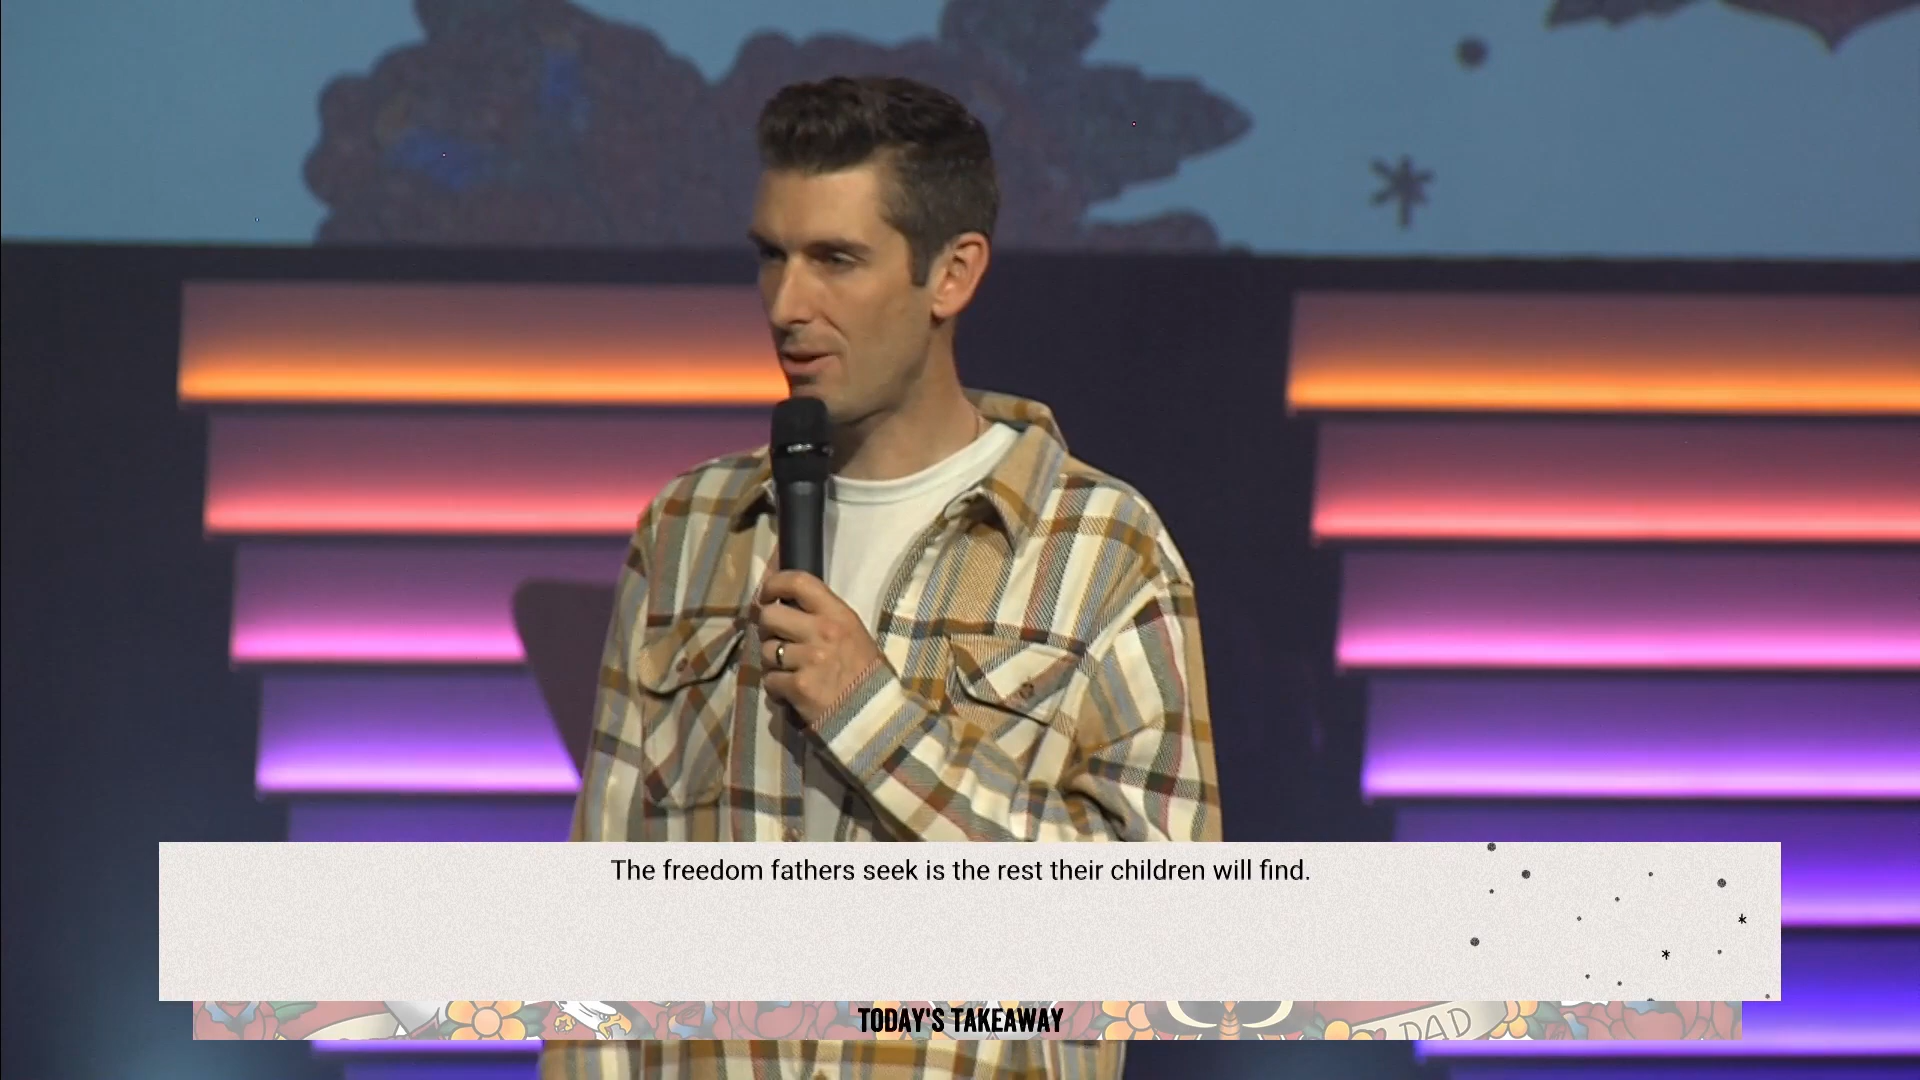 The freedom fathers seek is the rest their children will find.
TODAY'S TAKEAWAY
DAD